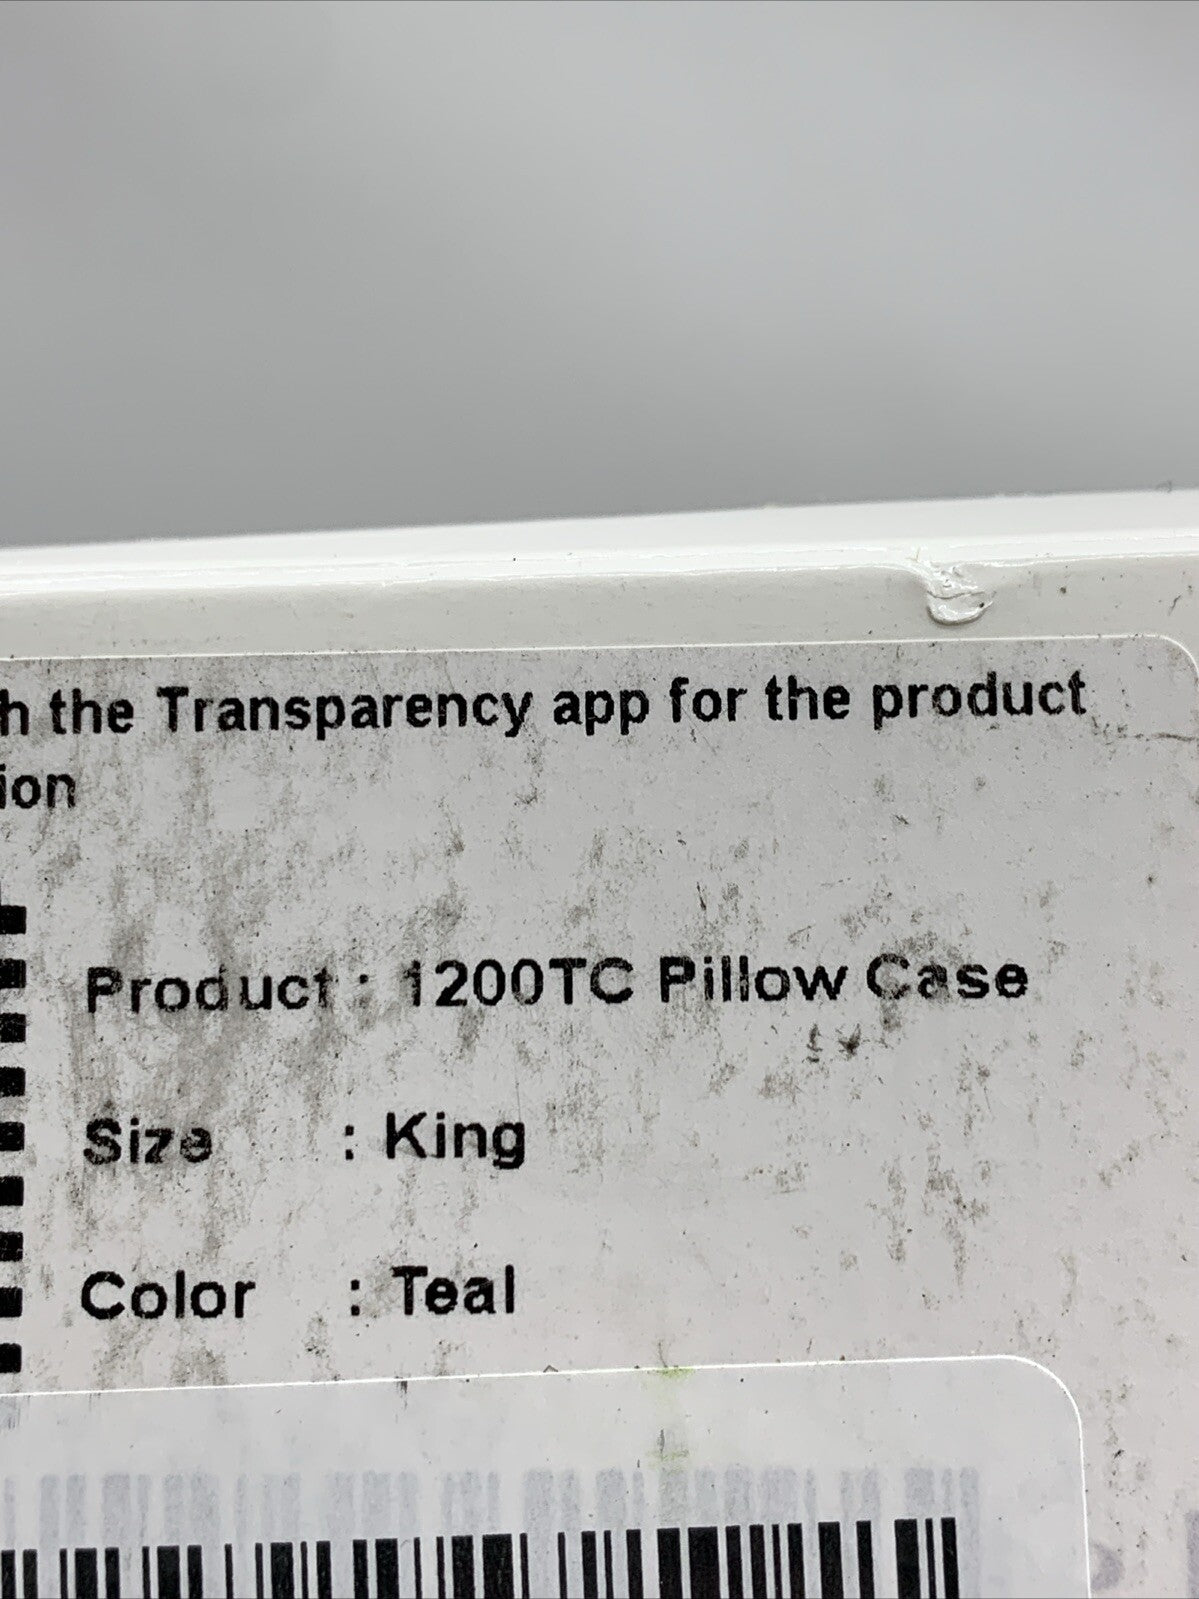 h the Transparency app for the product
ion
Product : 1200TC Pillow Case
Size : King
Color : Teal